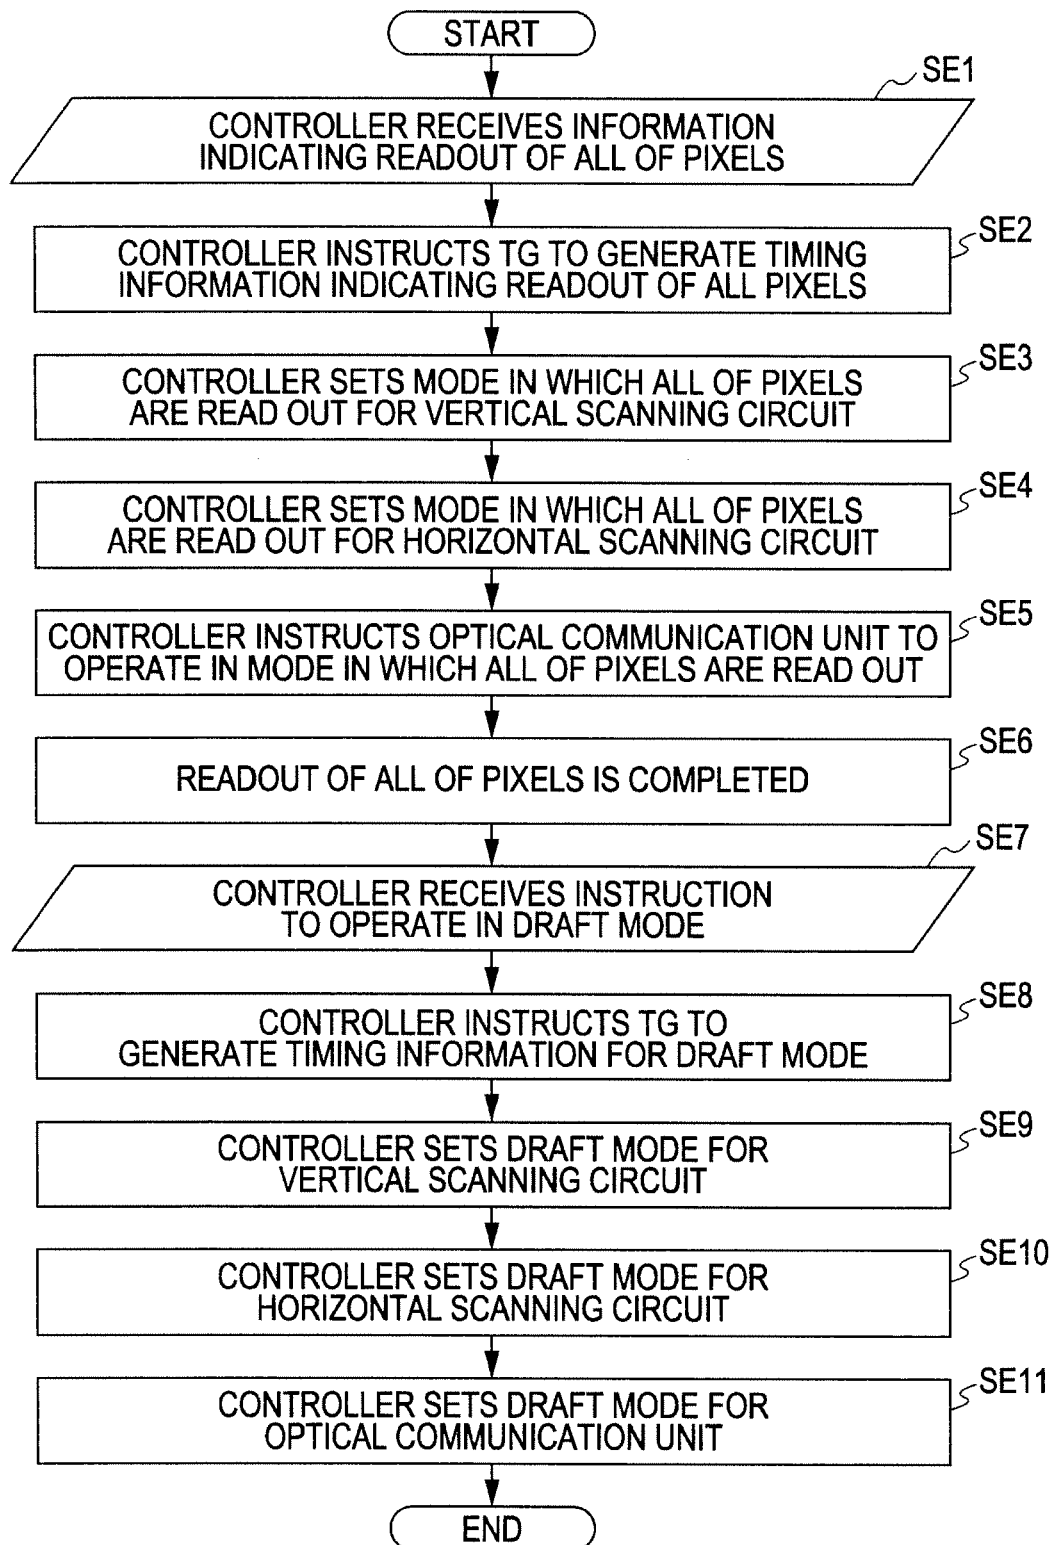 START
SE1
CONTROLLER RECEIVES INFORMATION
INDICATING READOUT OF ALL OF PIXELS
SE2
CONTROLLER INSTRUCTS TG TO GENERATE TIMING
INFORMATION INDICATING READOUT OF ALL PIXELS
SE3
CONTROLLER SETS MODE IN WHICH ALL OF PIXELS
ARE READ OUT FOR VERTICAL SCANNING CIRCUIT
SE4
CONTROLLER SETS MODE IN WHICH ALL OF PIXELS
ARE READ OUT FOR HORIZONTAL SCANNING CIRCUIT
SE5
CONTROLLER INSTRUCTS OPTICAL COMMUNICATION UNIT TO
OPERATE IN MODE IN WHICH ALL OF PIXELS ARE READ OUT
SE6
READOUT OF ALL OF PIXELS IS COMPLETED
SE7
CONTROLLER RECEIVES INSTRUCTION
TO OPERATE IN DRAFT MODE
SE8
CONTROLLER INSTRUCTS TG TO
GENERATE TIMING INFORMATION FOR DRAFT MODE
SE9
CONTROLLER SETS DRAFT MODE FOR
VERTICAL SCANNING CIRCUIT
SE10
CONTROLLER SETS DRAFT MODE FOR
HORIZONTAL SCANNING CIRCUIT
SE11
CONTROLLER SETS DRAFT MODE FOR
OPTICAL COMMUNICATION UNIT
END